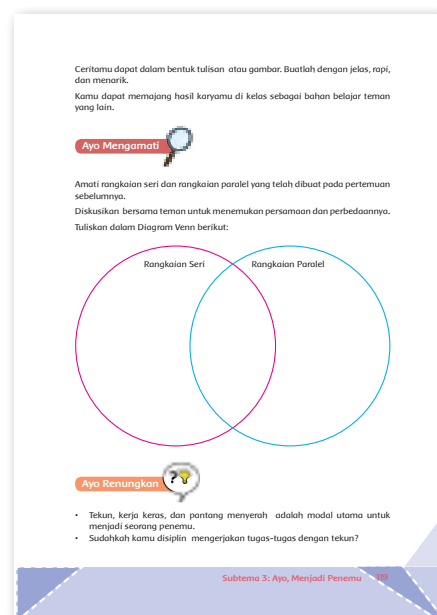 Ceritamu dapat dalam bentuk tulisan atau gambar. Buatlah dengan jelas, rapi,
dan menarik.
Kamu dapat memajang hasil karyamu di kelas sebagai bahan belajar teman
yang lain.
Ayo Mengamati
Amati rangkaian seri dan rangkaian paralel yang telah dibuat pada pertemuan
sebelumnya.
Diskusikan bersama teman untuk menemukan persamaan dan perbedaannya.
Tuliskan dalam Diagram Venn berikut:
Rangkaian Seri
Rangkaian Paralel
Ayo Renungkan
?
• Tekun, kerja keras, dan pantang menyerah adalah modal utama untuk
menjadi seorang penemu.
• Sudahkah kamu disiplin mengerjakan tugas-tugas dengan tekun?
Subtema 3: Ayo, Menjadi Penemu